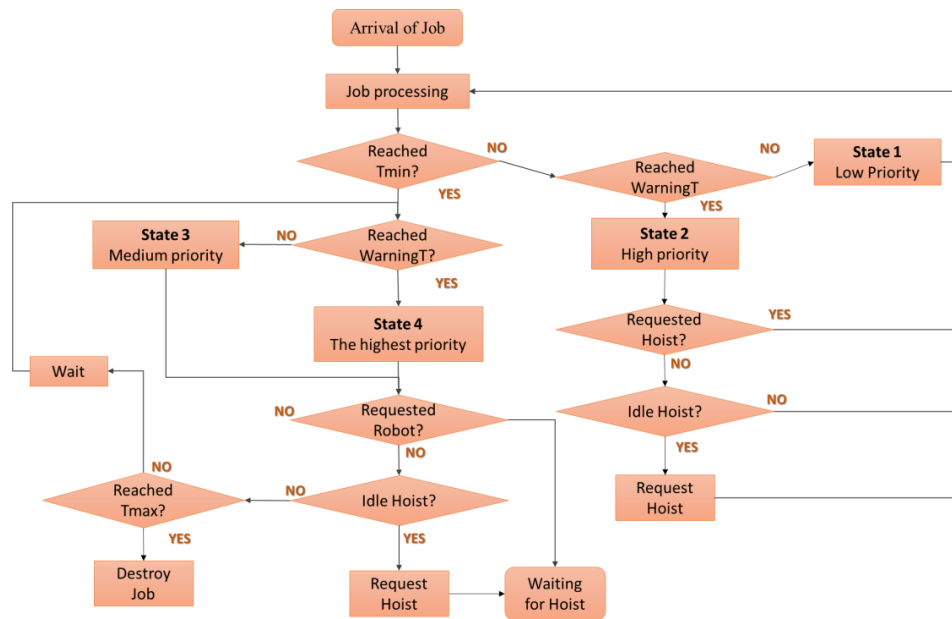 Arrival of Job
Job processing
Reached
Tmin?
NO
YES
Reached
WarningT
NO
YES
State 1
Low Priority
State 3
Medium priority
NO
Reached
WarningT?
YES
State 2
High priority
State 4
The highest priority
Requested
Hoist?
YES
NO
Wait
NO
Requested
Robot?
NO
Idle Hoist?
NO
YES
NO
Reached
Tmax?
YES
NO
Idle Hoist?
YES
Request
Hoist
Destroy
Job
Request
Hoist
Waiting
for Hoist